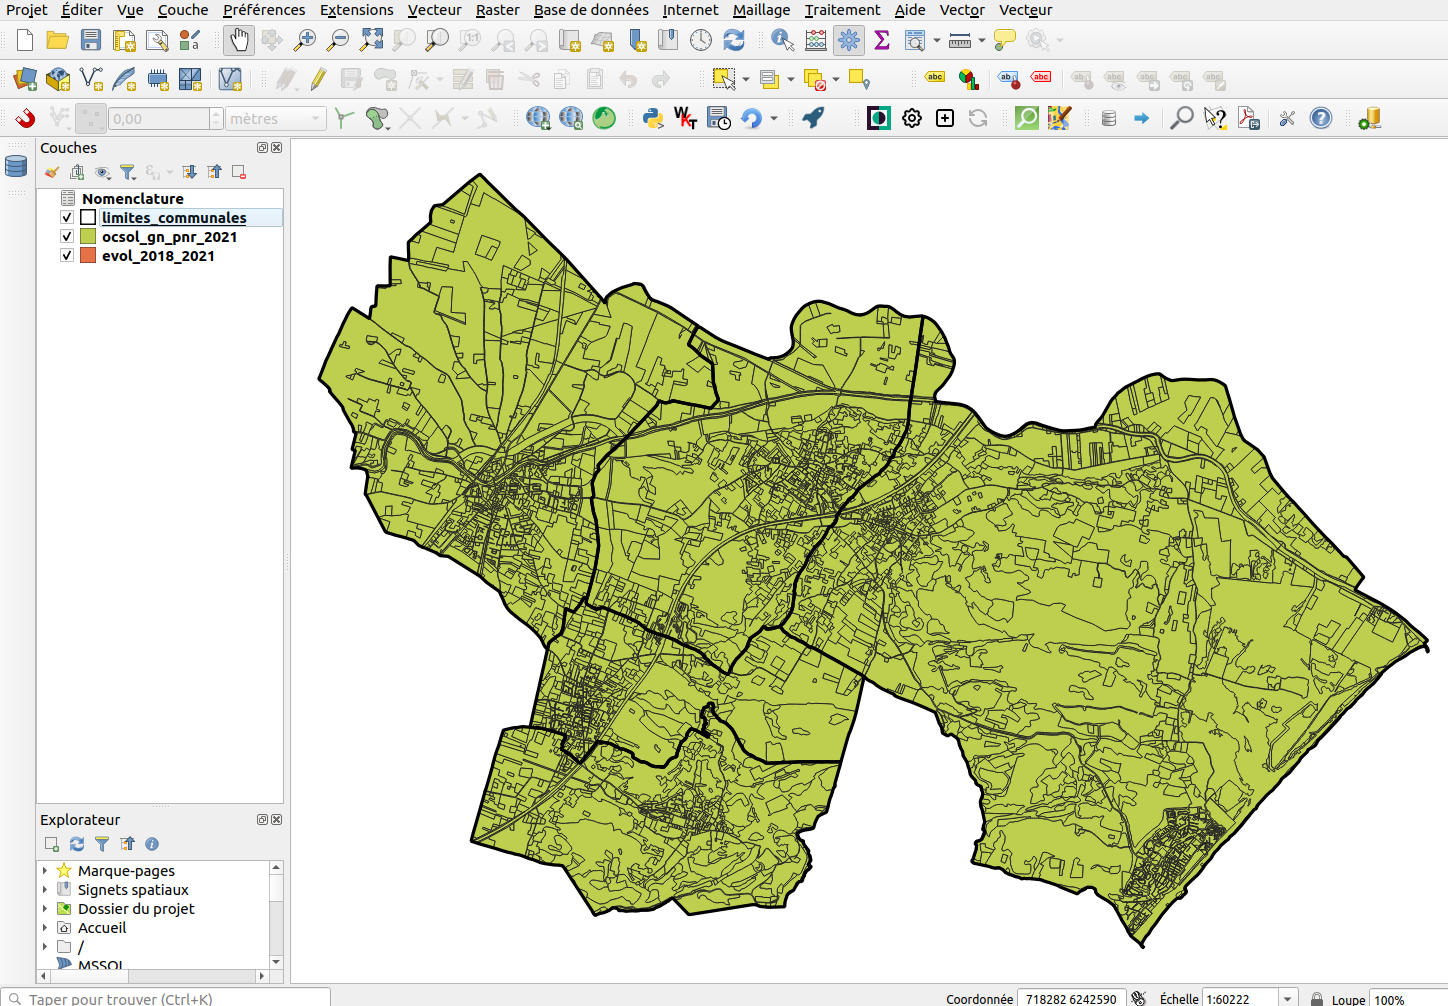 Projet Éditer Vue Couche Préférences Extensions Vecteur Raster Base de données Internet Maillage Traitement Aide Vector Vecteur
0,00 mètres
Couches
Nomenclature
limites_communales
ocsol_gn_pnr_2021
evol_2018_2021
Explorateur
Marque-pages
Signets spatiaux
Dossier du projet
Accueil
/
MSSQL
Taper pour trouver (Ctrl+K)
Coordonnée 718282 6242590 Échelle 1:60222 Loupe 100%